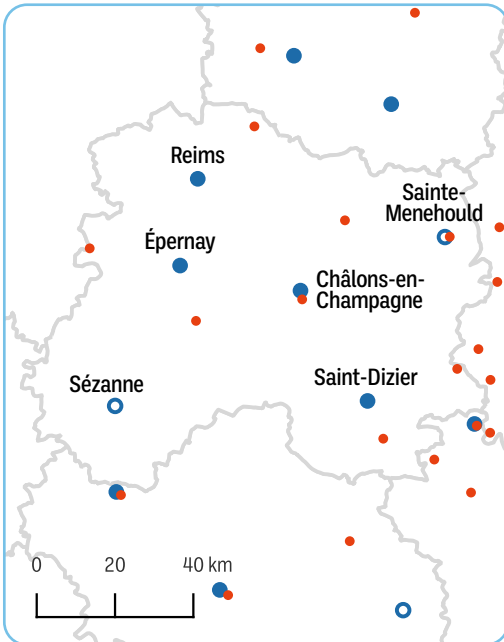 Reims
Sainte-
Menehould
Épernay
Châlons-en-
Champagne
Sézanne
Saint-Dizier
0 20 40 km